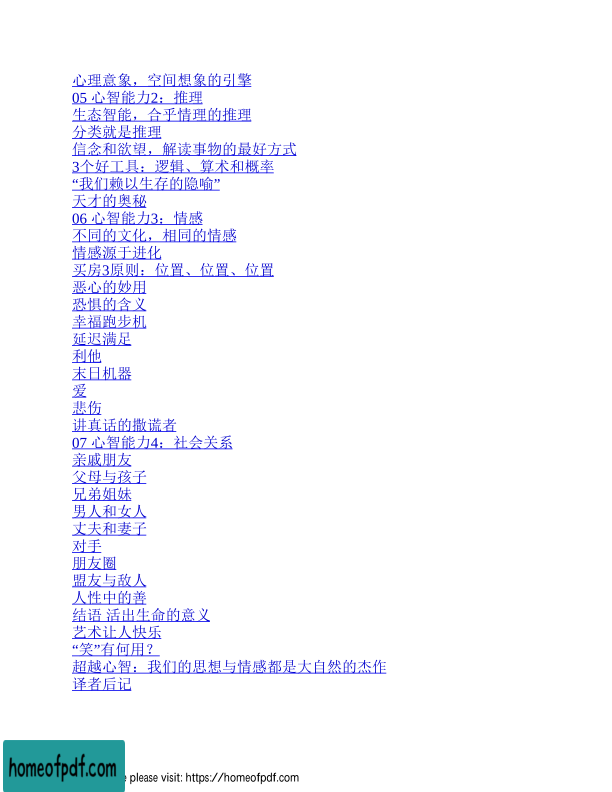 心理意象，空间想象的引擎
05 心智能力2：推理
生态智能，合乎情理的推理
分类就是推理
信念和欲望，解读事物的最好方式
3个好工具：逻辑、算术和概率
“我们赖以生存的隐喻”
天才的奥秘
06 心智能力3：情感
不同的文化，相同的情感
情感源于进化
买房3原则：位置、位置、位置
恶心的妙用
恐惧的含义
幸福跑步机
延迟满足
利他
末日机器
爱
悲伤
讲真话的撒谎者
07 心智能力4：社会关系
亲戚朋友
父母与孩子
兄弟姐妹
男人和女人
丈夫和妻子
对手
朋友圈
盟友与敌人
人性中的善
结语 活出生命的意义
艺术让人快乐
“笑”有何用？
超越心智：我们的思想与情感都是大自然的杰作
译者后记
homeofpdf.com
please visit: https://homeofpdf.com